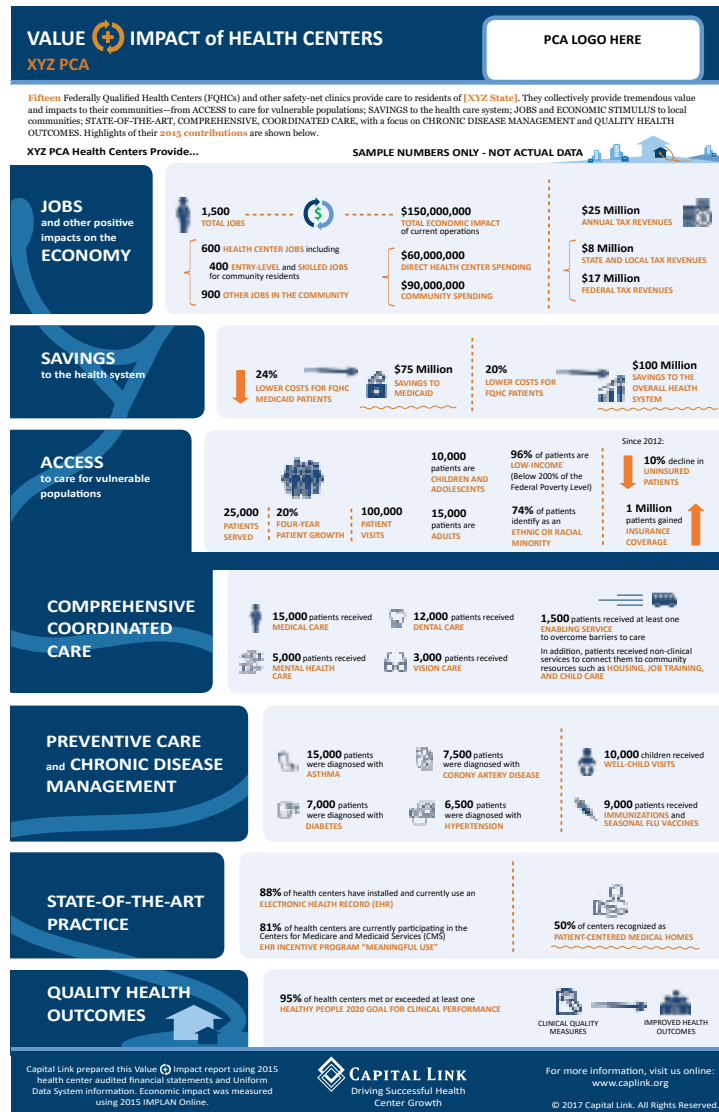 VALUE IMPACT of HEALTH CENTERS
XYZ PCA
PCA LOGO HERE
Fifteen Federally Qualified Health Centers (FQHCs) and other safety-net clinics provide care to residents of [XYZ State]. They collectively provide tremendous value
and impacts to their communities—from ACCESS to care for vulnerable populations; SAVINGS to the health care system; JOBS and ECONOMIC STIMULUS to local
communities; STATE-OF-THE-ART, COMPREHENSIVE, COORDINATED CARE, with a focus on CHRONIC DISEASE MANAGEMENT and QUALITY HEALTH
OUTCOMES. Highlights of their 2015 contributions are shown below.
XYZ PCA Health Centers Provide...
SAMPLE NUMBERS ONLY - NOT ACTUAL DATA
JOBS
and other positive
impacts on the
ECONOMY
1,500
TOTAL JOBS
$
600 HEALTH CENTER JOBS including
400 ENTRY-LEVEL and SKILLED JOBS
for community residents
900 OTHER JOBS IN THE COMMUNITY
$150,000,000
TOTAL ECONOMIC IMPACT
of current operations
$60,000,000
DIRECT HEALTH CENTER SPENDING
$90,000,000
COMMUNITY SPENDING
$25 Million
ANNUAL TAX REVENUES
$8 Million
STATE AND LOCAL TAX REVENUES
$17 Million
FEDERAL TAX REVENUES
SAVINGS
to the health system
24%
LOWER COSTS FOR FQHC
MEDICAID PATIENTS
$75 Million
SAVINGS TO
MEDICAID
20%
LOWER COSTS FOR
FQHC PATIENTS
$100 Million
SAVINGS TO THE
OVERALL HEALTH
SYSTEM
ACCESS
to care for vulnerable
populations
25,000
PATIENTS
SERVED
20%
FOUR-YEAR
PATIENT GROWTH
100,000
PATIENT
VISITS
10,000
patients are
CHILDREN AND
ADOLESCENTS
15,000
patients are
ADULTS
96% of patients are
LOW-INCOME
(Below 200% of the
Federal Poverty Level)
74% of patients
identify as an
ETHNIC OR RACIAL
MINORITY
Since 2012:
10% decline in
UNINSURED
PATIENTS
1 Million
patients gained
INSURANCE
COVERAGE
COMPREHENSIVE
COORDINATED
CARE
15,000 patients received
MEDICAL CARE
12,000 patients received
DENTAL CARE
5,000 patients received
MENTAL HEALTH
CARE
3,000 patients received
VISION CARE
1,500 patients received at least one
ENABLING SERVICE
to overcome barriers to care
In addition, patients received non-clinical
services to connect them to community
resources such as HOUSING, JOB TRAINING,
AND CHILD CARE
PREVENTIVE CARE
and CHRONIC DISEASE
MANAGEMENT
15,000 patients
were diagnosed with
ASTHMA
7,500 patients
were diagnosed with
CORONY ARTERY DISEASE
7,000 patients
were diagnosed with
DIABETES
6,500 patients
were diagnosed with
HYPERTENSION
10,000 children received
WELL-CHILD VISITS
9,000 patients received
IMMUNIZATIONS and
SEASONAL FLU VACCINES
STATE-OF-THE-ART
PRACTICE
88% of health centers have installed and currently use an
ELECTRONIC HEALTH RECORD (EHR)
81% of health centers are currently participating in the
Centers for Medicare and Medicaid Services (CMS)
EHR INCENTIVE PROGRAM "MEANINGFUL USE"
50% of centers recognized as
PATIENT-CENTERED MEDICAL HOMES
QUALITY HEALTH
OUTCOMES
95% of health centers met or exceeded at least one
HEALTHY PEOPLE 2020 GOAL FOR CLINICAL PERFORMANCE
CLINICAL QUALITY
MEASURES
IMPROVED HEALTH
OUTCOMES
Capital Link prepared this Value Impact report using 2015
health center audited financial statements and Uniform
Data System information. Economic impact was measured
using 2015 IMPLAN Online.
CAPITAL LINK
Driving Successful Health
Center Growth
For more information, visit us online:
www.caplink.org
© 2017 Capital Link. All Rights Reserved.